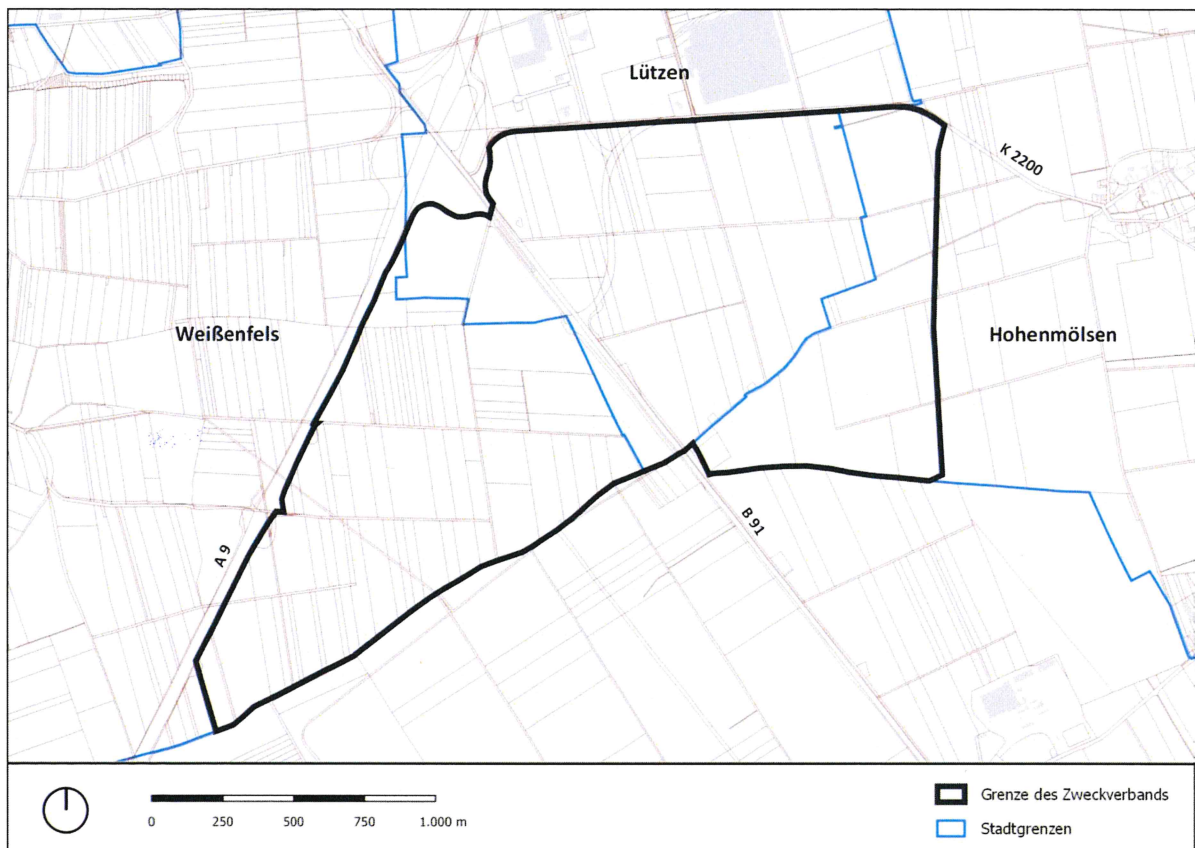 Lützen
K 2200
Weißenfels
Hohenmölsen
B 91
A 9
Grenze des Zweckverbands
0 250 500 750 1.000 m
Stadtgrenzen